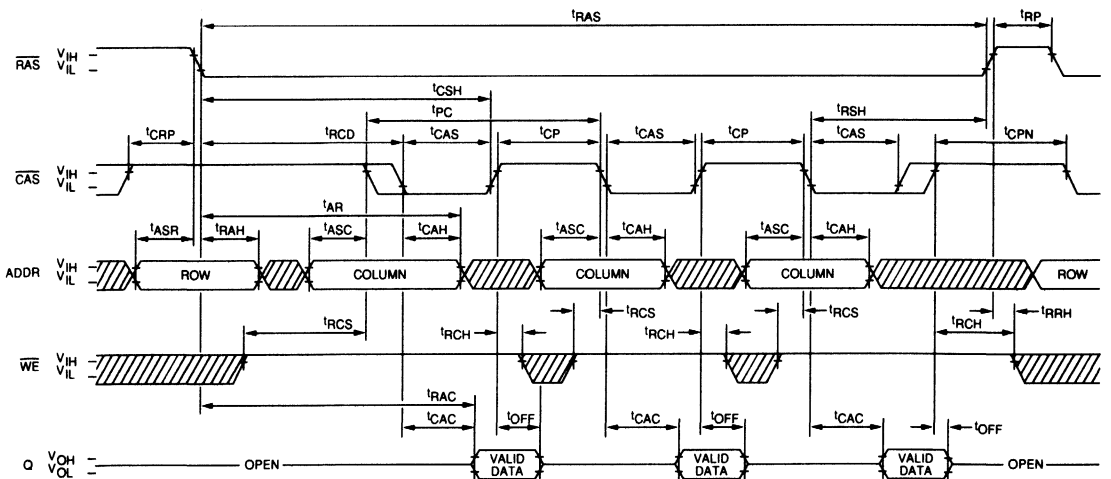 tRAS
tRP
RAS VIH VIL
tCSH
tPC
tRSH
tCRP
tRCD
tCAS
tCP
tCAS
tCP
tCAS
tCPN
CAS VIH VIL
tAR
tASR
tRAH
tASC
tCAH
tASC
tCAH
tASC
tCAH
ADDR VIH VIL
ROW
COLUMN
COLUMN
COLUMN
ROW
tRCS
tRCH
tRCS
tRCH
tRCS
tRCH
tRRH
WE VIH VIL
tRAC
tCAC
tOFF
tCAC
tOFF
tCAC
tOFF
Q VOH VOL
OPEN
VALID DATA
VALID DATA
VALID DATA
OPEN